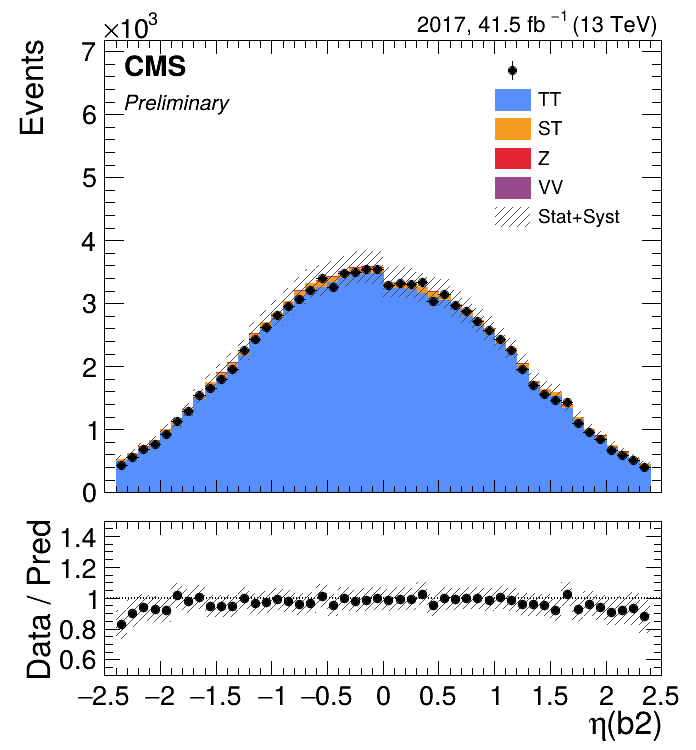 ×10³
2017, 41.5 fb⁻¹ (13 TeV)
CMS
Preliminary
TT
ST
Z
VV
Stat+Syst
Events
7
6
5
4
3
2
1
0
Data / Pred
1.4
1.2
1
0.8
0.6
−2.5 −2 −1.5 −1 −0.5 0 0.5 1 1.5 2 2.5
η(b2)